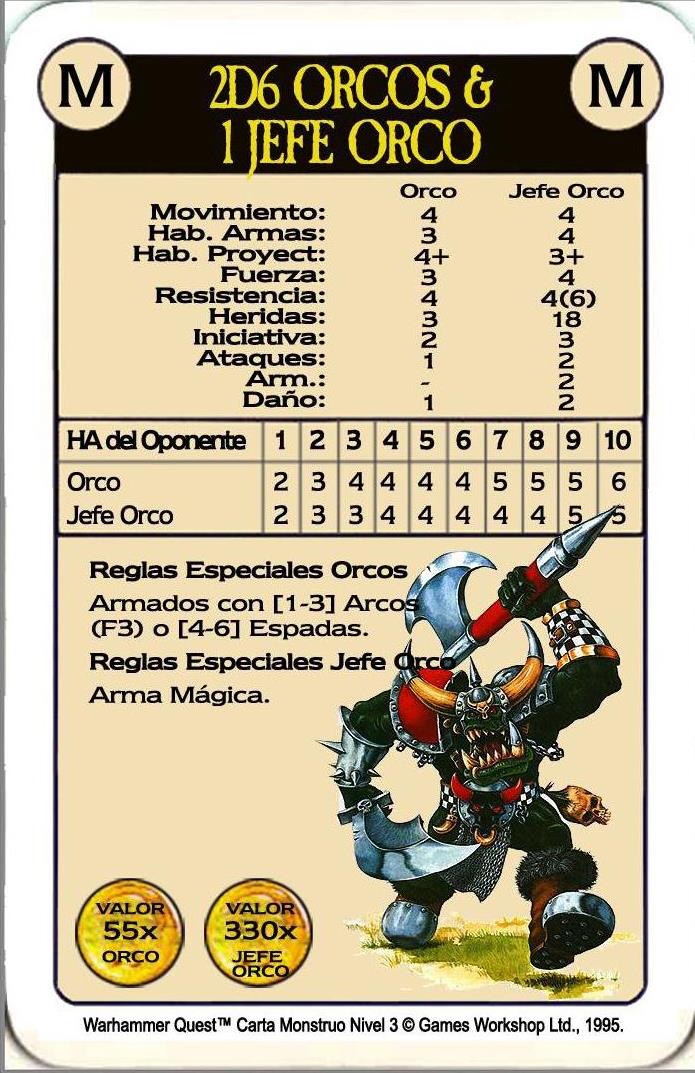 M
2D6 ORCOS &
1 JEFE ORCO
M
Orco Jefe Orco
Movimiento: 4 4
Hab. Armas: 3 4
Hab. Proyect: 4+ 3+
Fuerza: 3 4
Resistencia: 4 4(6)
Heridas: 3 18
Iniciativa: 2 3
Ataques: 1 2
Arm.: - 2
Daño: 1 2
HA del Oponente 1 2 3 4 5 6 7 8 9 10
Orco 2 3 4 4 4 4 5 5 5 6
Jefe Orco 2 3 3 4 4 4 4 4 5 5
Reglas Especiales Orcos
Armados con [1-3] Arcos
(F3) o [4-6] Espadas.
Reglas Especiales Jefe Orco
Arma Mágica.
VALOR
55x
ORCO
VALOR
330x
JEFE
ORCO
Warhammer Quest™ Carta Monstruo Nivel 3 © Games Workshop Ltd., 1995.